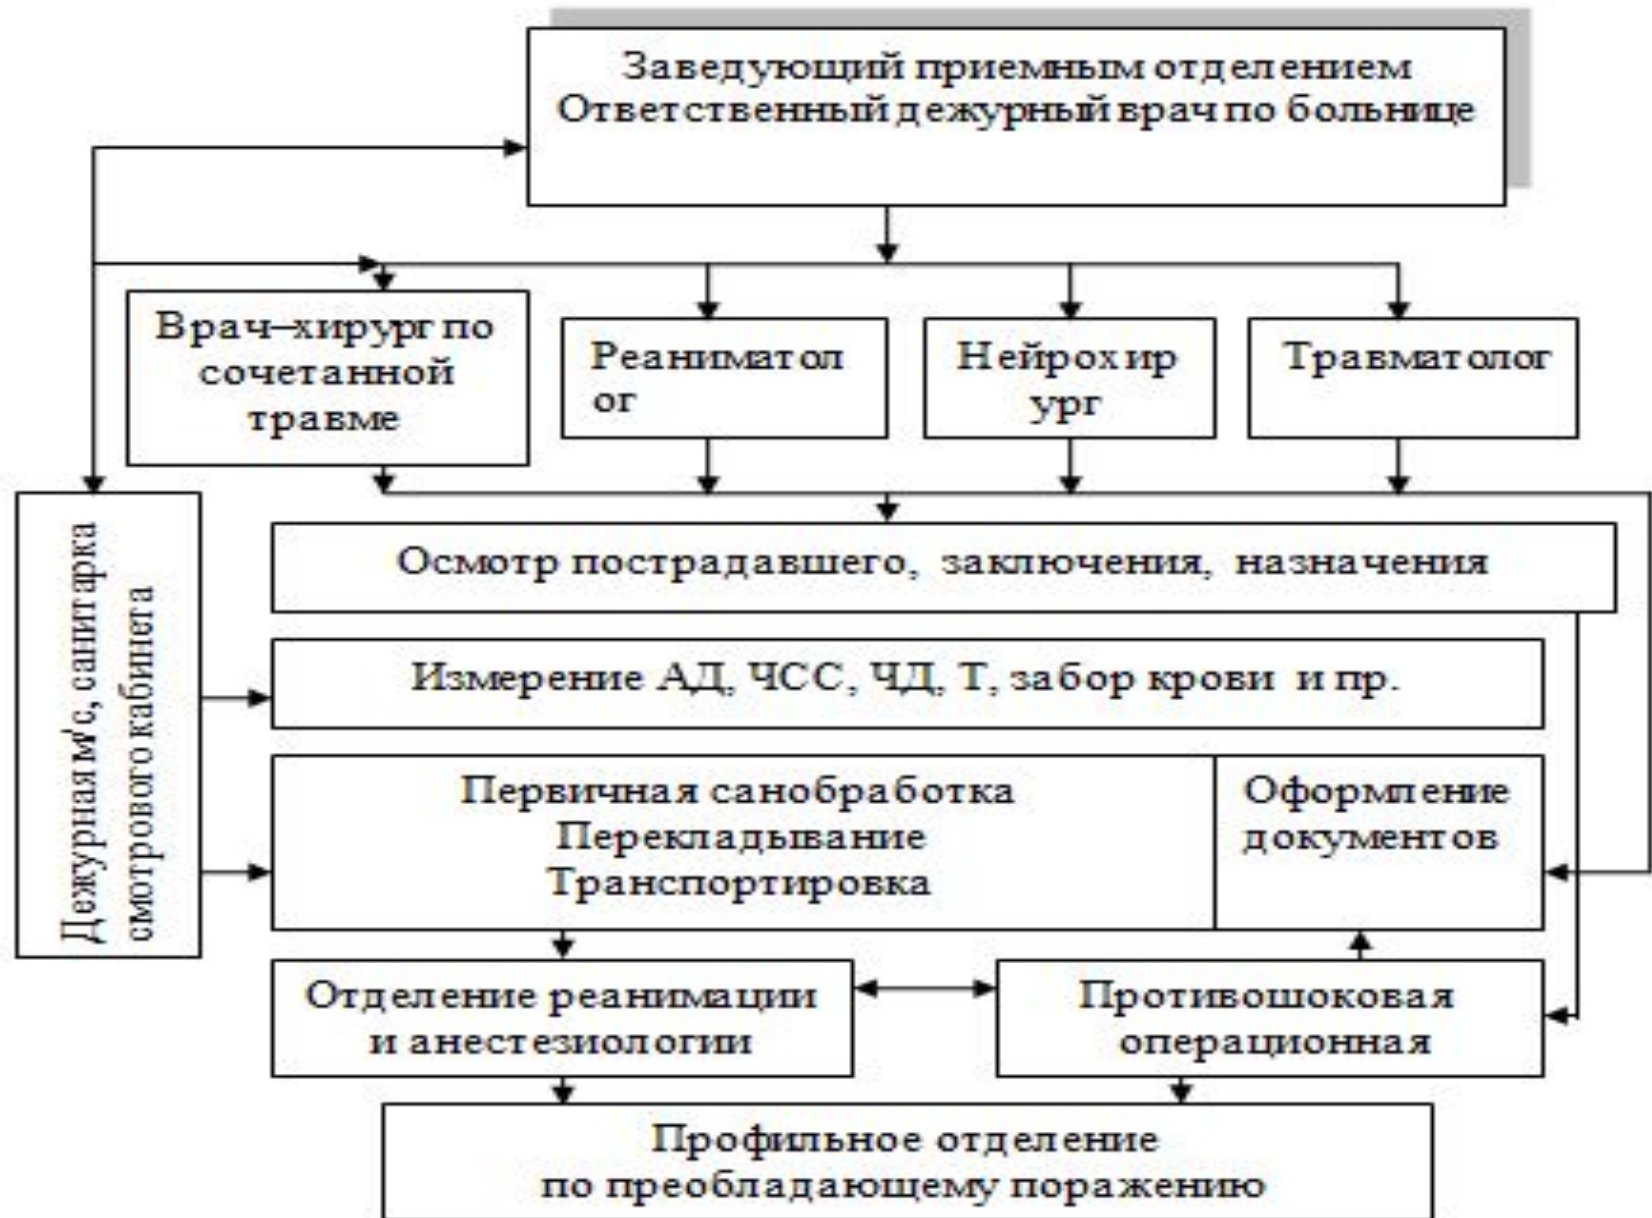 Заведующий приемным отделением
Ответственный дежурный врач по больнице
Врач–хирург по
сочетанной
травме
Реаниматол
ог
Нейрохир
ург
Травматолог
Дежурная м/с, санитарка
смотрового кабинета
Осмотр пострадавшего, заключения, назначения
Измерение АД, ЧСС, ЧД, Т, забор крови и пр.
Первичная санобработка
Перекладывание
Транспортировка
Оформление
документов
Отделение реанимации
и анестезиологии
Противошоковая
операционная
Профильное отделение
по преобладающему поражению